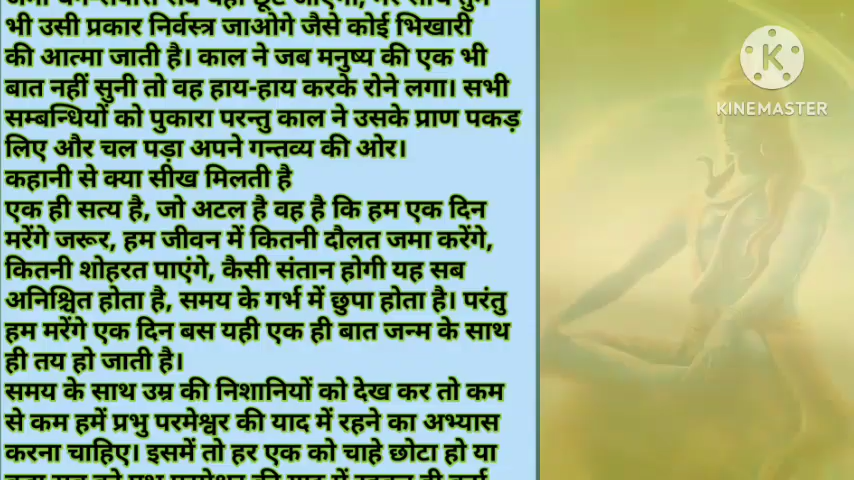 भी उसी प्रकार निर्वस्त्र जाओगे जैसे कोई भिखारी
की आत्मा जाती है। काल ने जब मनुष्य की एक भी
बात नहीं सुनी तो वह हाय-हाय करके रोने लगा। सभी
सम्बन्धियों को पुकारा परन्तु काल ने उसके प्राण पकड़
लिए और चल पड़ा अपने गन्तव्य की ओर।
कहानी से क्या सीख मिलती है
एक ही सत्य है, जो अटल है वह है कि हम एक दिन
मरेंगे जरूर, हम जीवन में कितनी दौलत जमा करेंगे,
कितनी शोहरत पाएंगे, कैसी संतान होगी यह सब
अनिश्चित होता है, समय के गर्भ में छुपा होता है। परंतु
हम मरेंगे एक दिन बस यही एक ही बात जन्म के साथ
ही तय हो जाती है।
समय के साथ उम्र की निशानियों को देख कर तो कम
से कम हमें प्रभु परमेश्वर की याद में रहने का अभ्यास
करना चाहिए। इसमें तो हर एक को चाहे छोटा हो या
KINEMASTER